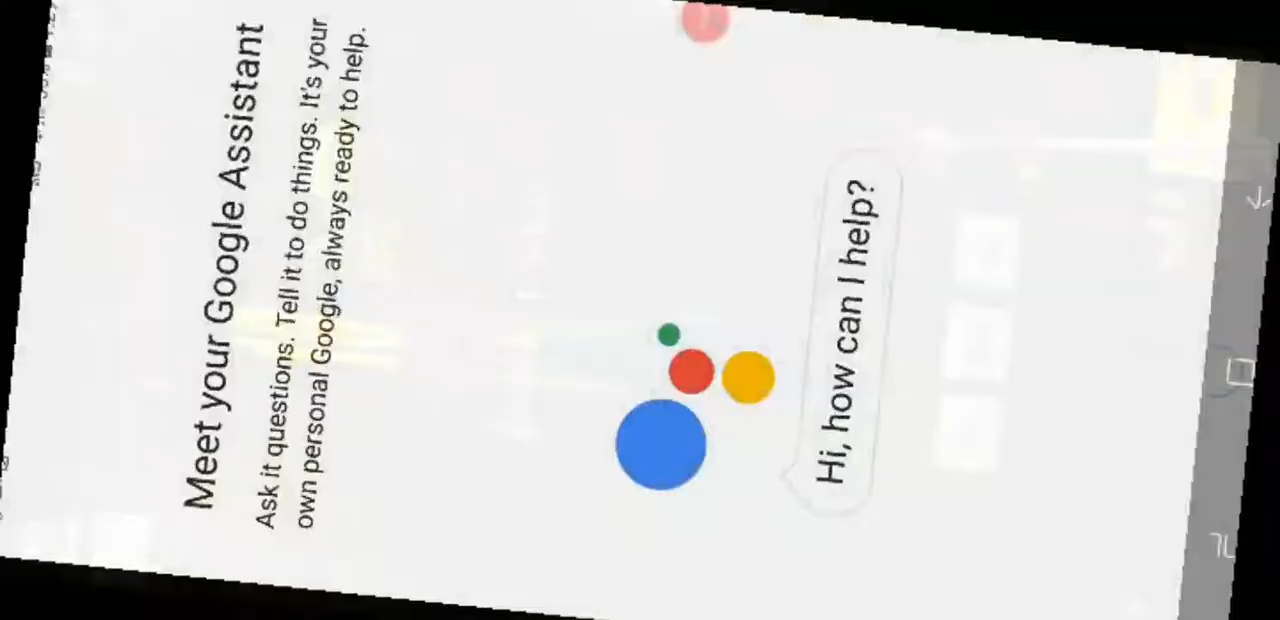 Meet your Google Assistant
Ask it questions. Tell it to do things. It's your
own personal Google, always ready to help.
Hi, how can I help?